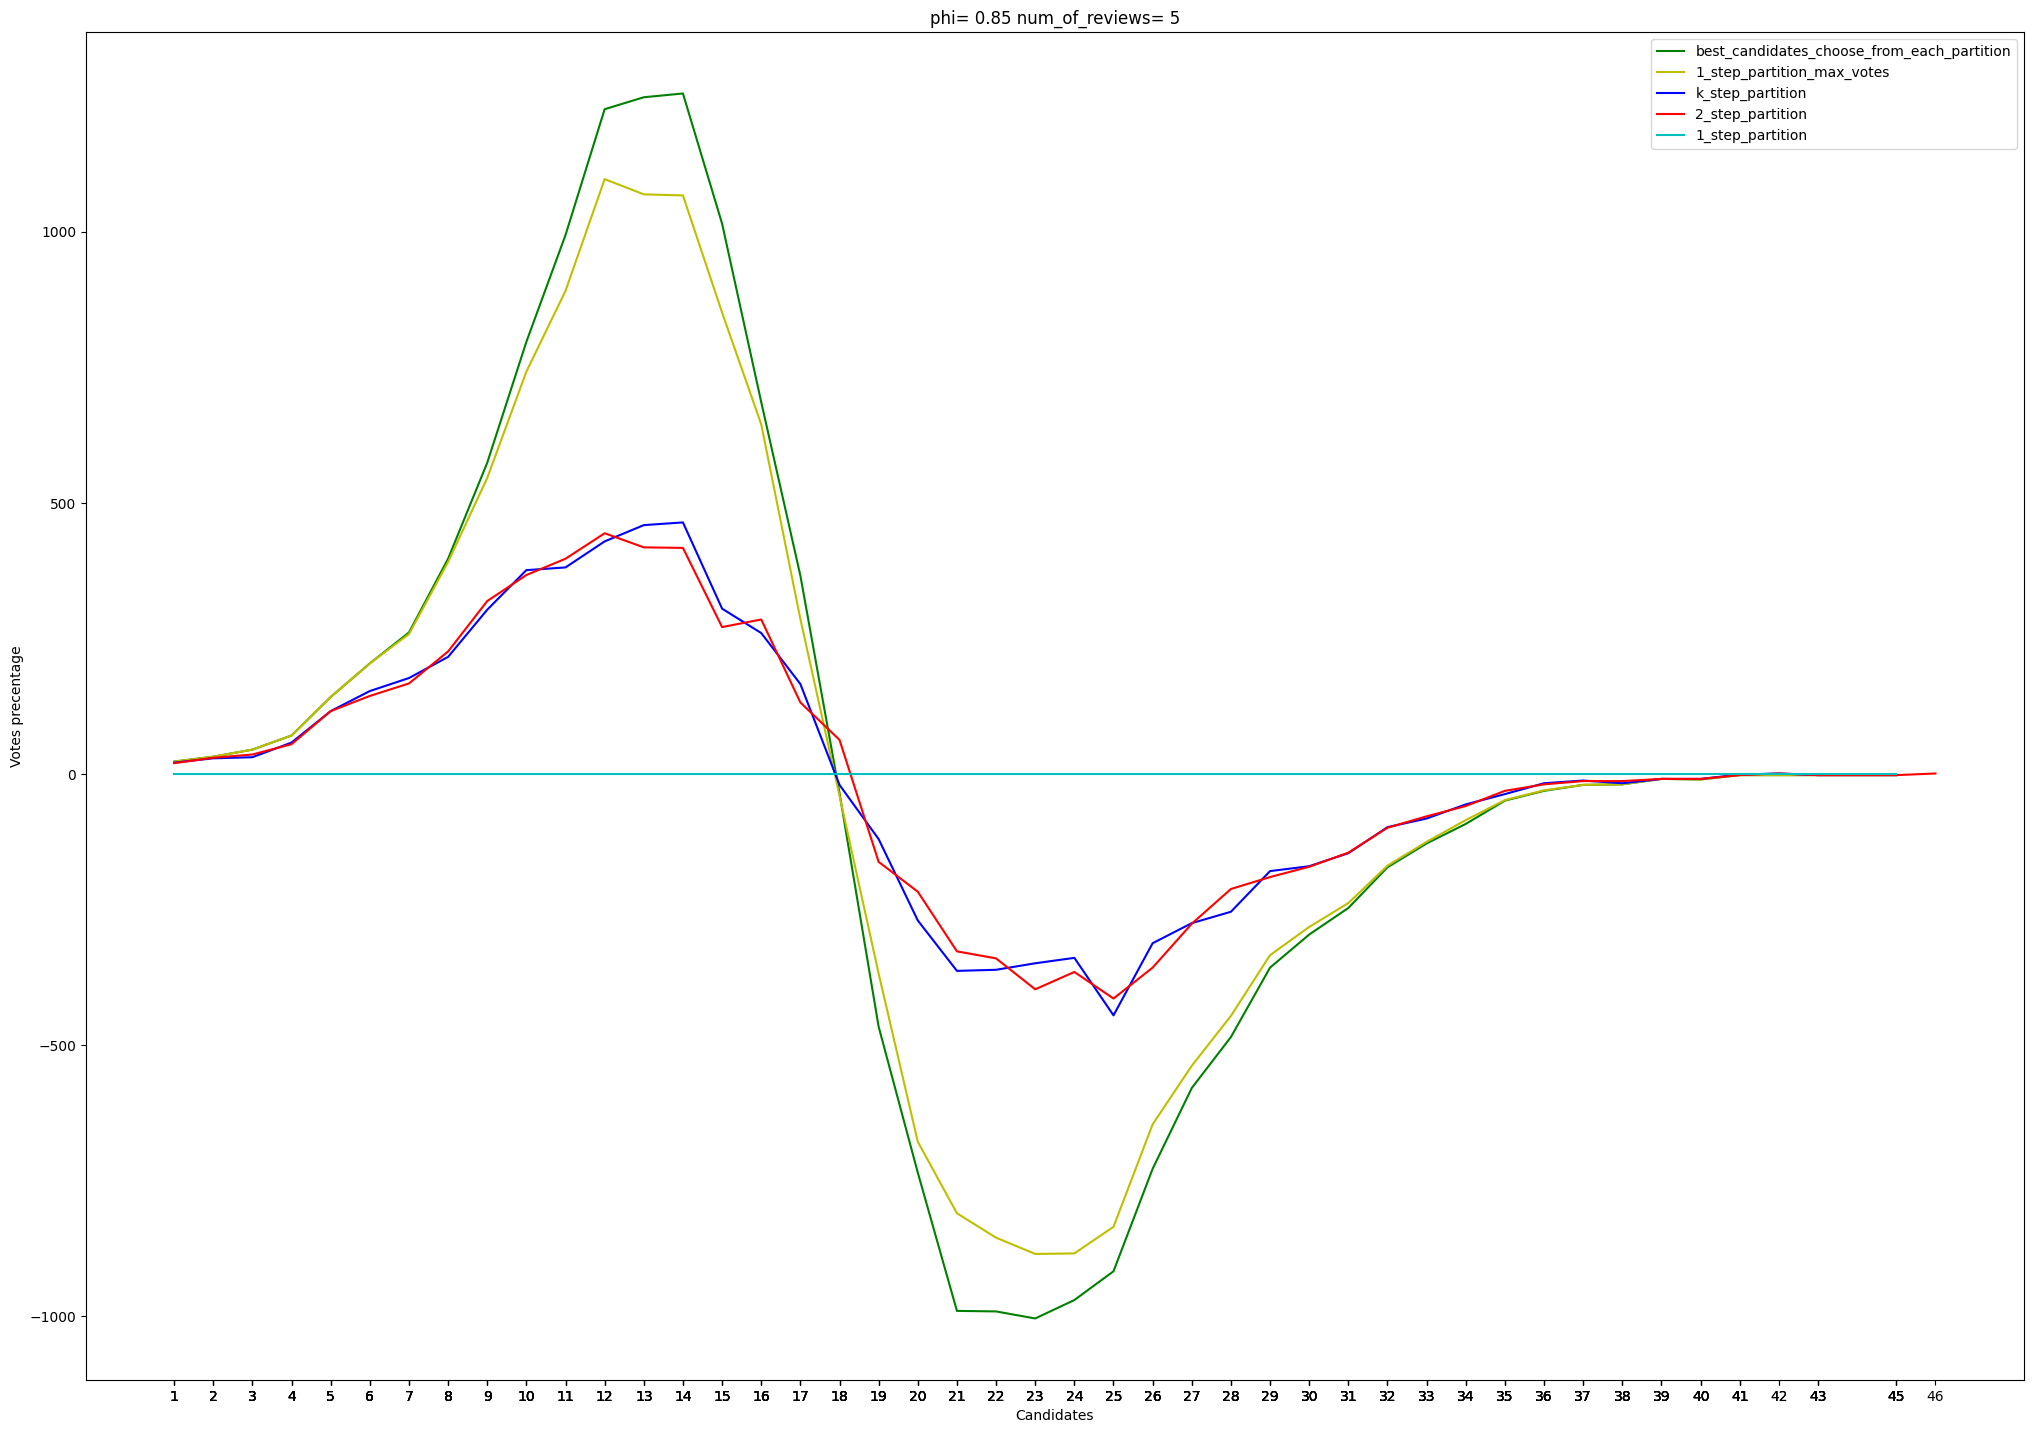 phi= 0.85 num_of_reviews= 5
best_candidates_choose_from_each_partition
1_step_partition_max_votes
k_step_partition
2_step_partition
1_step_partition
Votes precentage
1000
500
0
−500
−1000
1 2 3 4 5 6 7 8 9 10 11 12 13 14 15 16 17 18 19 20 21 22 23 24 25 26 27 28 29 30 31 32 33 34 35 36 37 38 39 40 41 42 43 45 46
Candidates